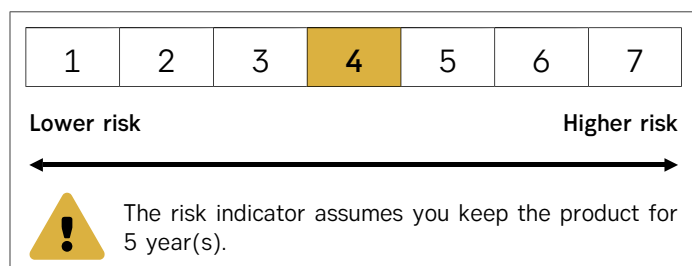 1 2 3 4 5 6 7
Lower risk Higher risk
The risk indicator assumes you keep the product for
5 year(s).